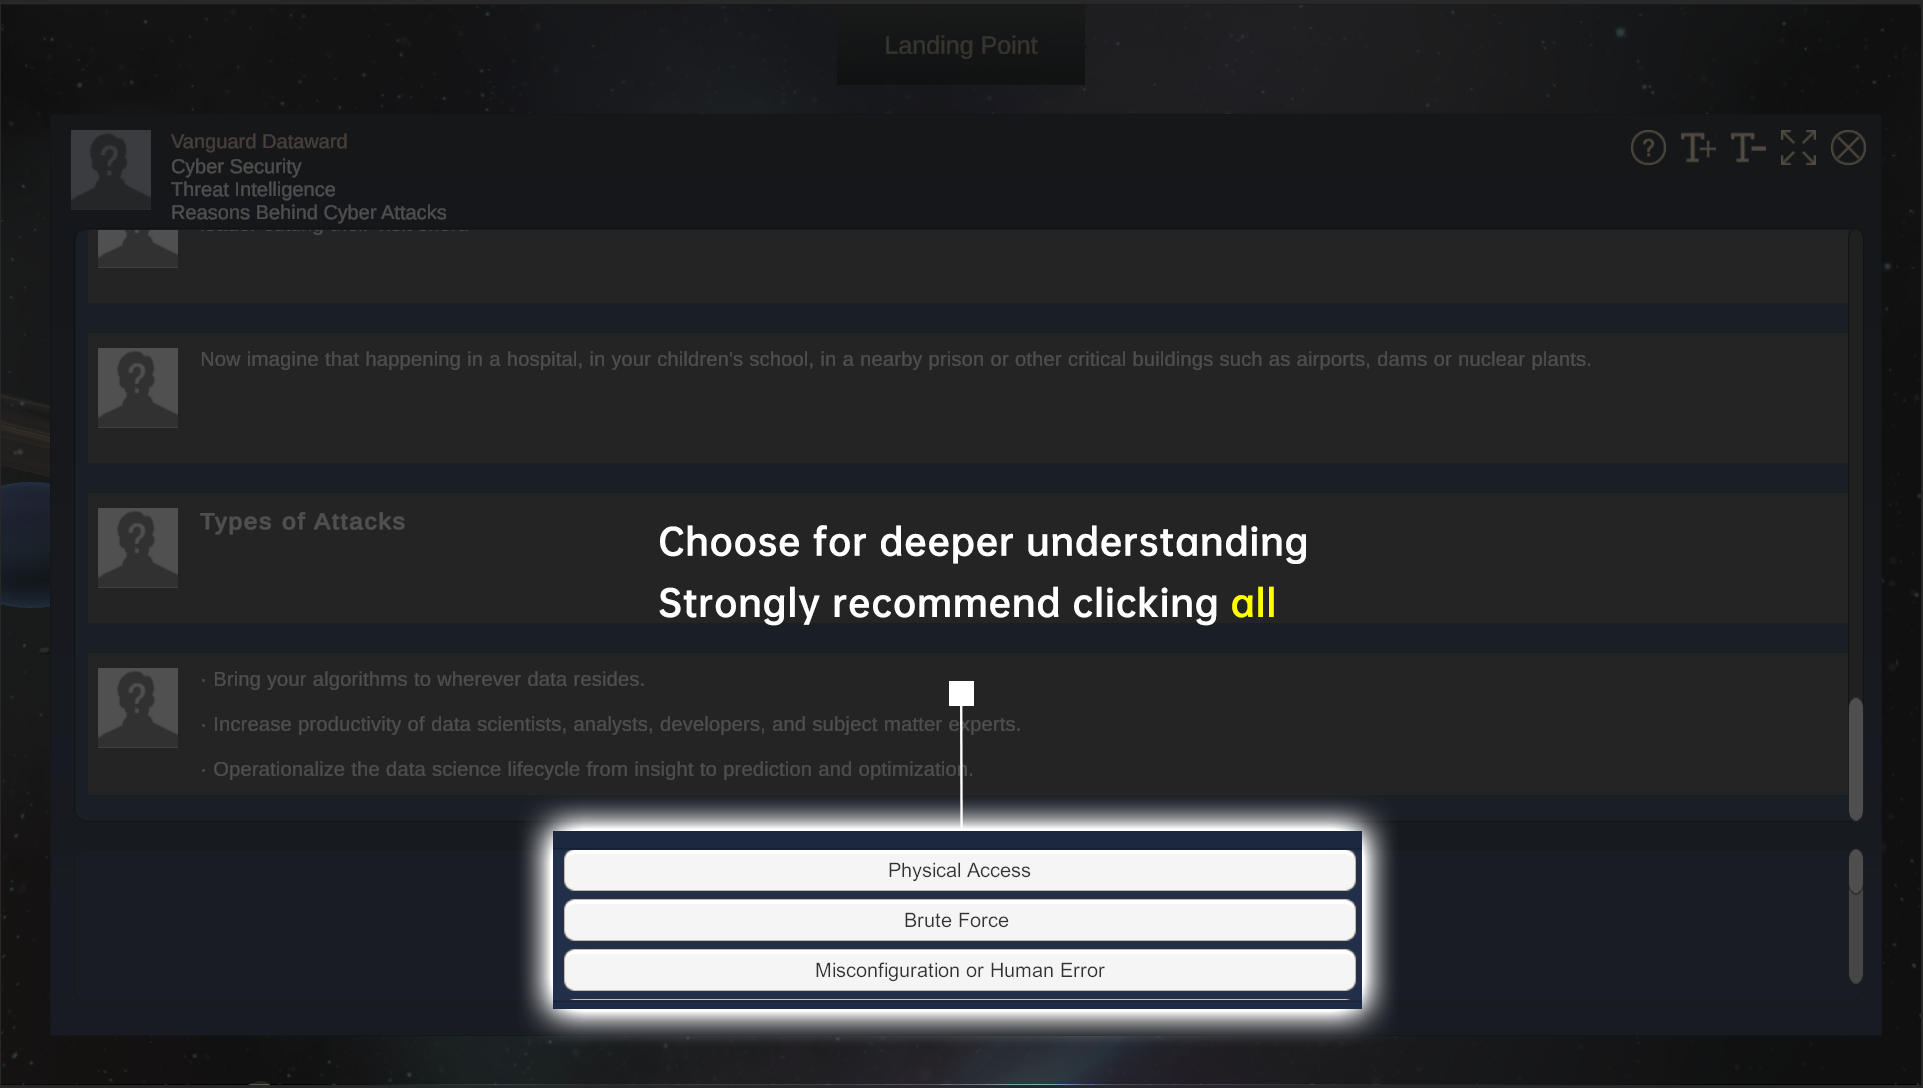 Landing Point
Vanguard Dataward
Cyber Security
Threat Intelligence
Reasons Behind Cyber Attacks
? T+ T-
Now imagine that happening in a hospital, in your children's school, in a nearby prison or other critical buildings such as airports, dams or nuclear plants.
Types of Attacks
Choose for deeper understanding
Strongly recommend clicking all
· Bring your algorithms to wherever data resides.
· Increase productivity of data scientists, analysts, developers, and subject matter experts.
· Operationalize the data science lifecycle from insight to prediction and optimization.
Physical Access
Brute Force
Misconfiguration or Human Error